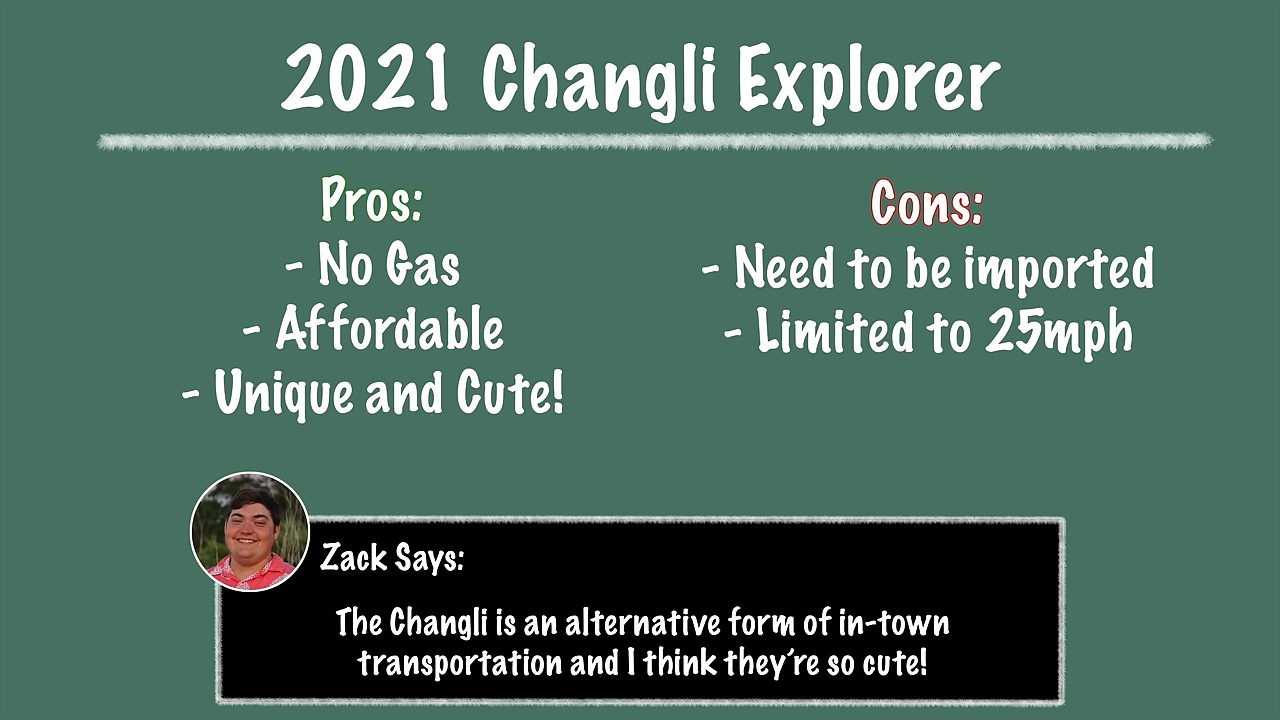 2021 Changli Explorer
Pros:
- No Gas
- Affordable
- Unique and Cute!
Cons:
- Need to be imported
- Limited to 25mph
Zack Says:
The Changli is an alternative form of in-town
transportation and I think they're so cute!